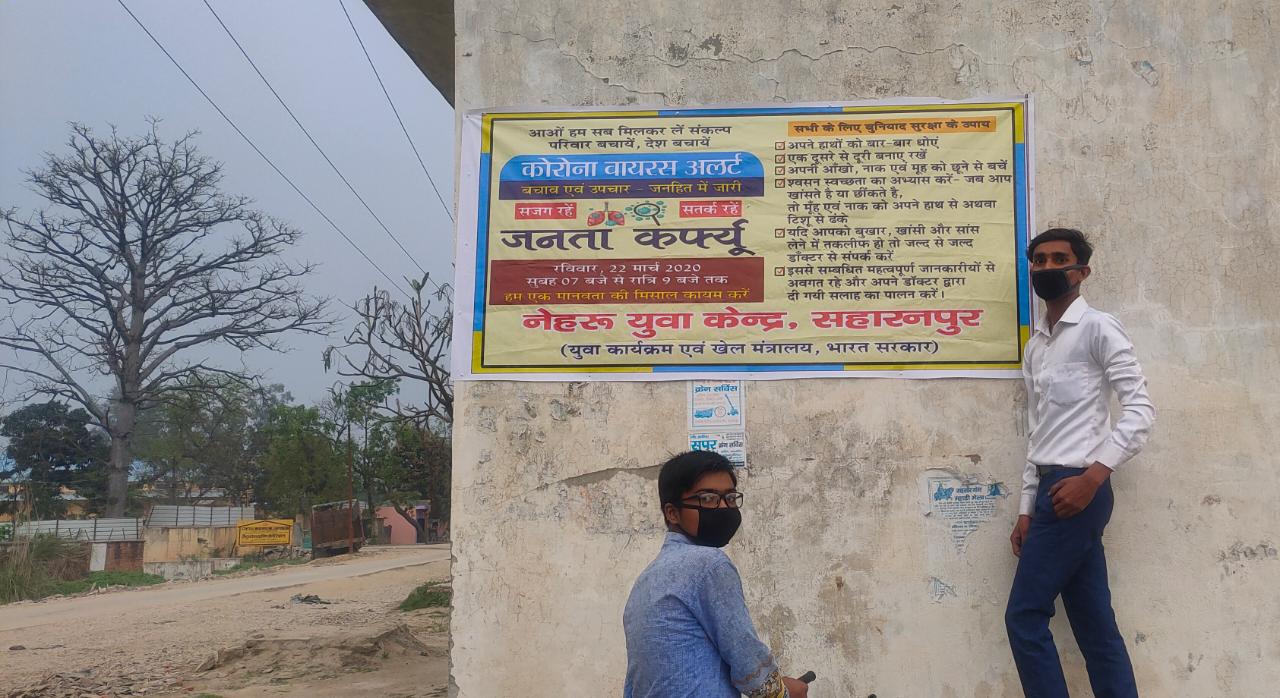 आओं हम सब मिलकर लें संकल्प
परिवार बचायें, देश बचायें
कोरोना वायरस अलर्ट
बचाव एवं उपचार - जनहित में जारी
सजग रहें
सतर्क रहें
जनता कर्फ्यू
रविवार, 22 मार्च 2020
सुबह 07 बजे से रात्रि 9 बजे तक
हम एक मानवता की मिसाल कायम करें
सभी के लिए बुनियाद सुरक्षा के उपाय
अपने हाथों को बार-बार धोएं
एक दूसरे से दूरी बनाए रखें
अपनी आंखों, नाक एवं मूंह को छूने से बचें
श्वसन स्वच्छता का अभ्यास करें- जब आप
खांसते है या छींकते है,
तो मूंह एवं नाक को अपने हाथ से अथवा
टिशू से ढंके
यदि आपको बुखार, खांसी और सांस
लेने में तकलीफ हो तो जल्द से जल्द
डॉक्टर से संपर्क करें
इससे सम्बधित महत्वपूर्ण जानकारीयों से
अवगत रहे और अपने डॉक्टर द्वारा
दी गयी सलाह का पालन करें।
नेहरू युवा केन्द्र, सहारनपुर
(युवा कार्यक्रम एवं खेल मंत्रालय, भारत सरकार)
क्रेन सर्विस
सुपर क्रेन सर्विस